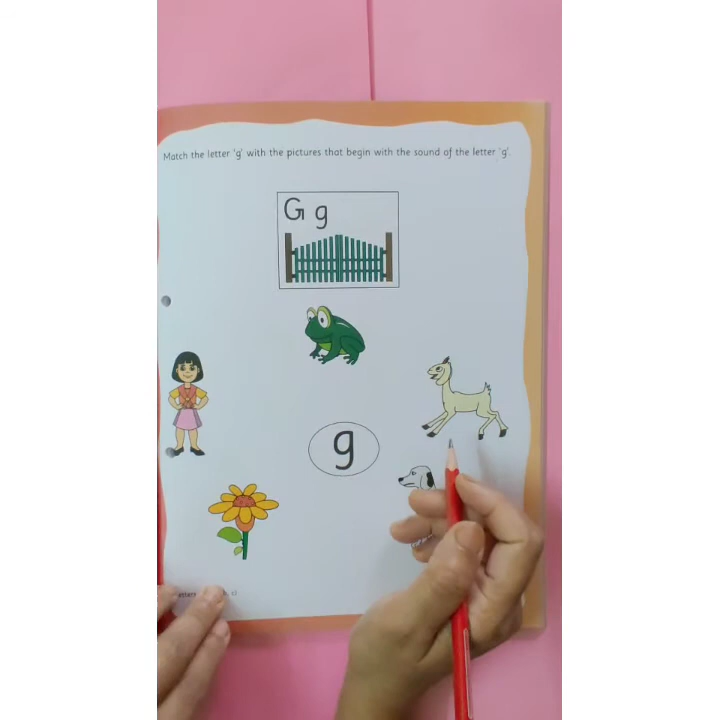 Match the letter 'g' with the pictures that begin with the sound of the letter 'g'.
G g
g